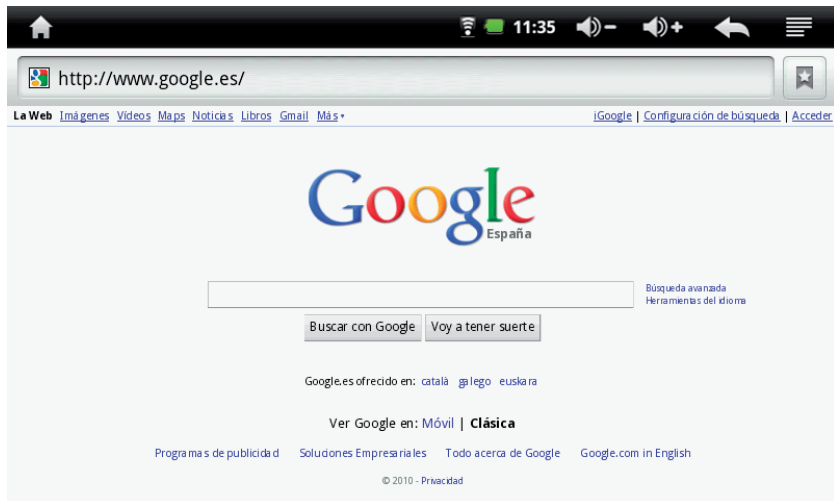 11:35
http://www.google.es/
La Web Imágenes Vídeos Maps Noticias Libros Gmail Más iGoogle | Configuración de búsqueda | Acceder
Google
España
Búsqueda avanzada
Herramientas del idioma
Buscar con Google Voy a tener suerte
Google.es ofrecido en: català galego euskara
Ver Google en: Móvil | Clásica
Programas de publicidad Soluciones Empresariales Todo acerca de Google Google.com in English
© 2010 - Privacidad